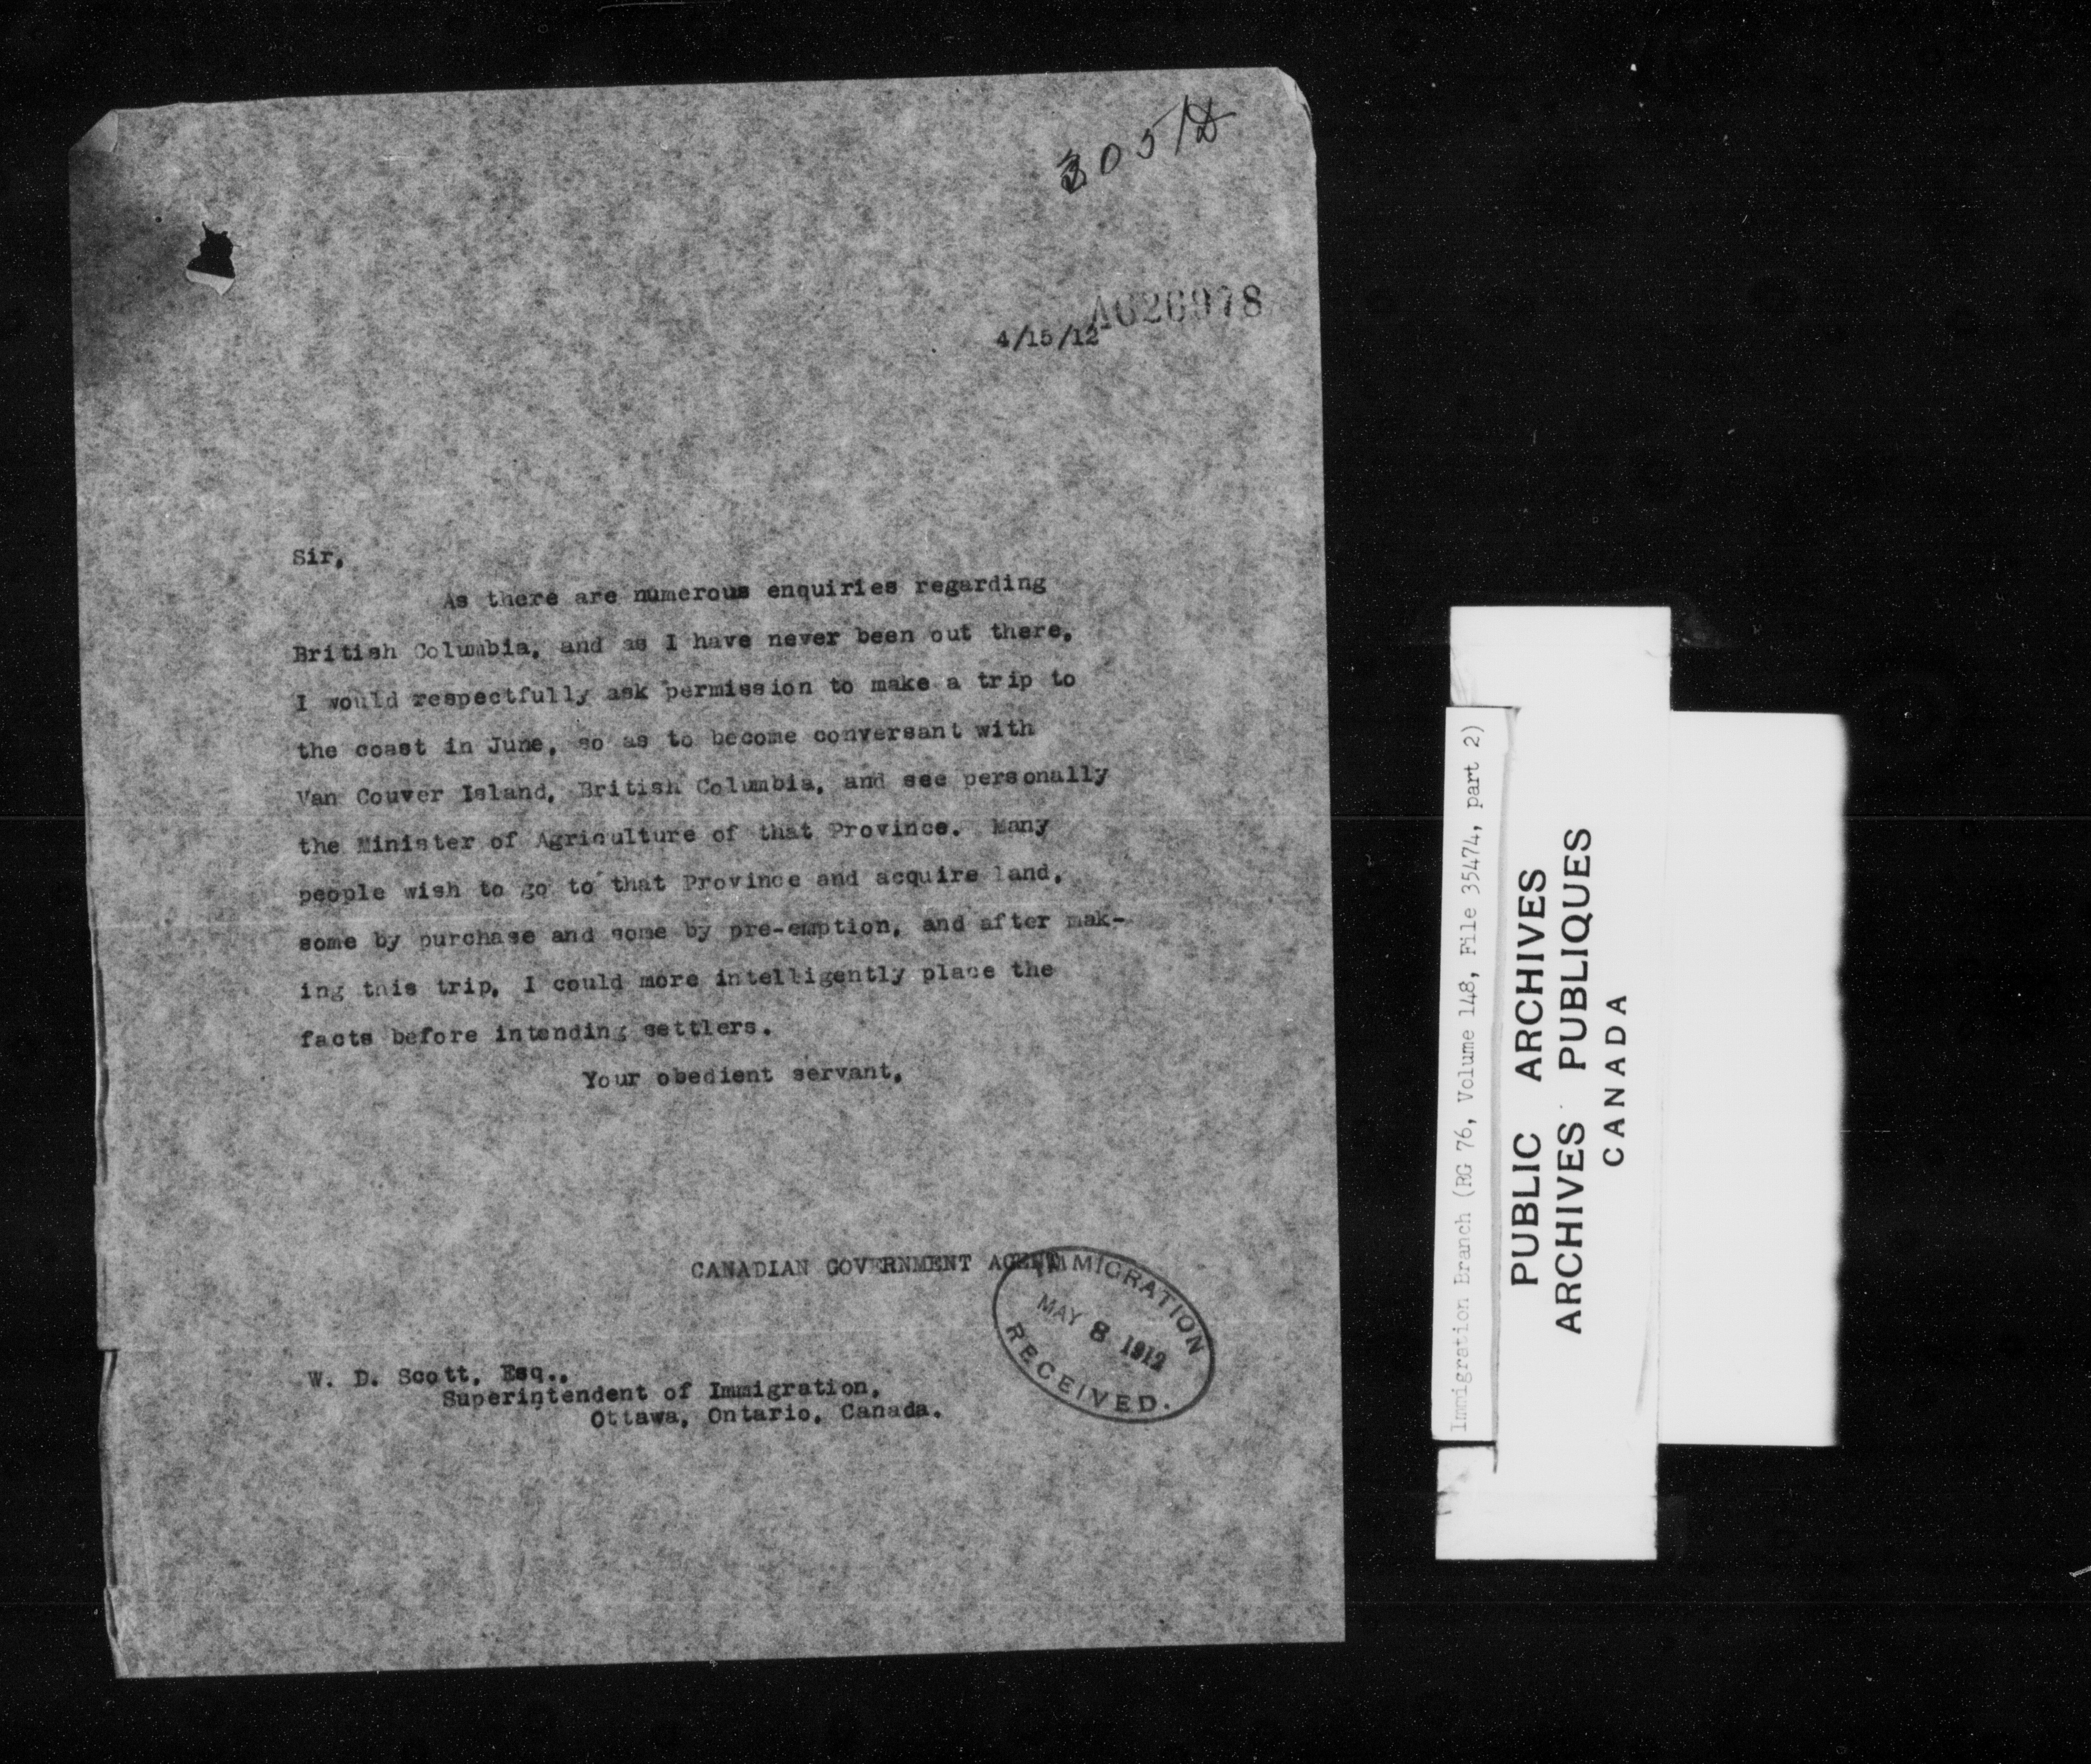 4/15/12
A626978
Sir,
As there are numerous enquiries regarding
British Columbia, and as I have never been out there,
I would respectfully ask permission to make a trip to
the coast in June, so as to become conversant with
Van Couver Island, British Columbia, and see personally
the Minister of Agriculture of that Province. Many
people wish to go to that Province and acquire land,
some by purchase and some by pre-emption, and after mak-
ing this trip, I could more intelligently place the
facts before intending settlers.
Your obedient servant,
CANADIAN GOVERNMENT AGENT
IMMIGRATION
MAY 8 1912
RECEIVED.
W. D. Scott, Esq.,
Superintendent of Immigration,
Ottawa, Ontario, Canada.
Immigration Branch (RG 76, Volume 148, File 35474, part 2)
PUBLIC ARCHIVES
ARCHIVES PUBLIQUES
CANADA